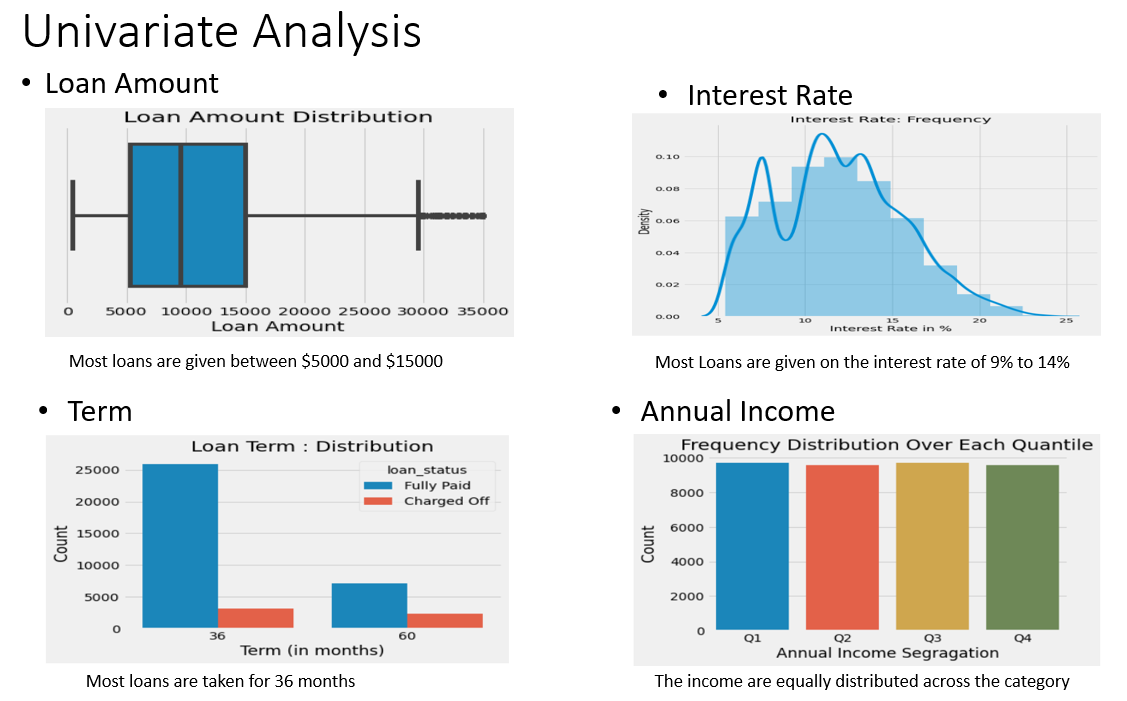 Univariate Analysis
• Loan Amount
Loan Amount Distribution
0 5000 10000 15000 20000 25000 30000 35000
Loan Amount
Most loans are given between $5000 and $15000
• Interest Rate
Interest Rate: Frequency
0.10
0.08
0.06
0.04
0.02
0.00
Density
5 10 15 20 25
Interest Rate in %
Most Loans are given on the interest rate of 9% to 14%
• Term
Loan Term : Distribution
loan_status
Fully Paid
Charged Off
25000
20000
15000
10000
5000
0
Count
36 60
Term (in months)
Most loans are taken for 36 months
• Annual Income
Frequency Distribution Over Each Quantile
10000
8000
6000
4000
2000
0
Count
Q1 Q2 Q3 Q4
Annual Income Segragation
The income are equally distributed across the category